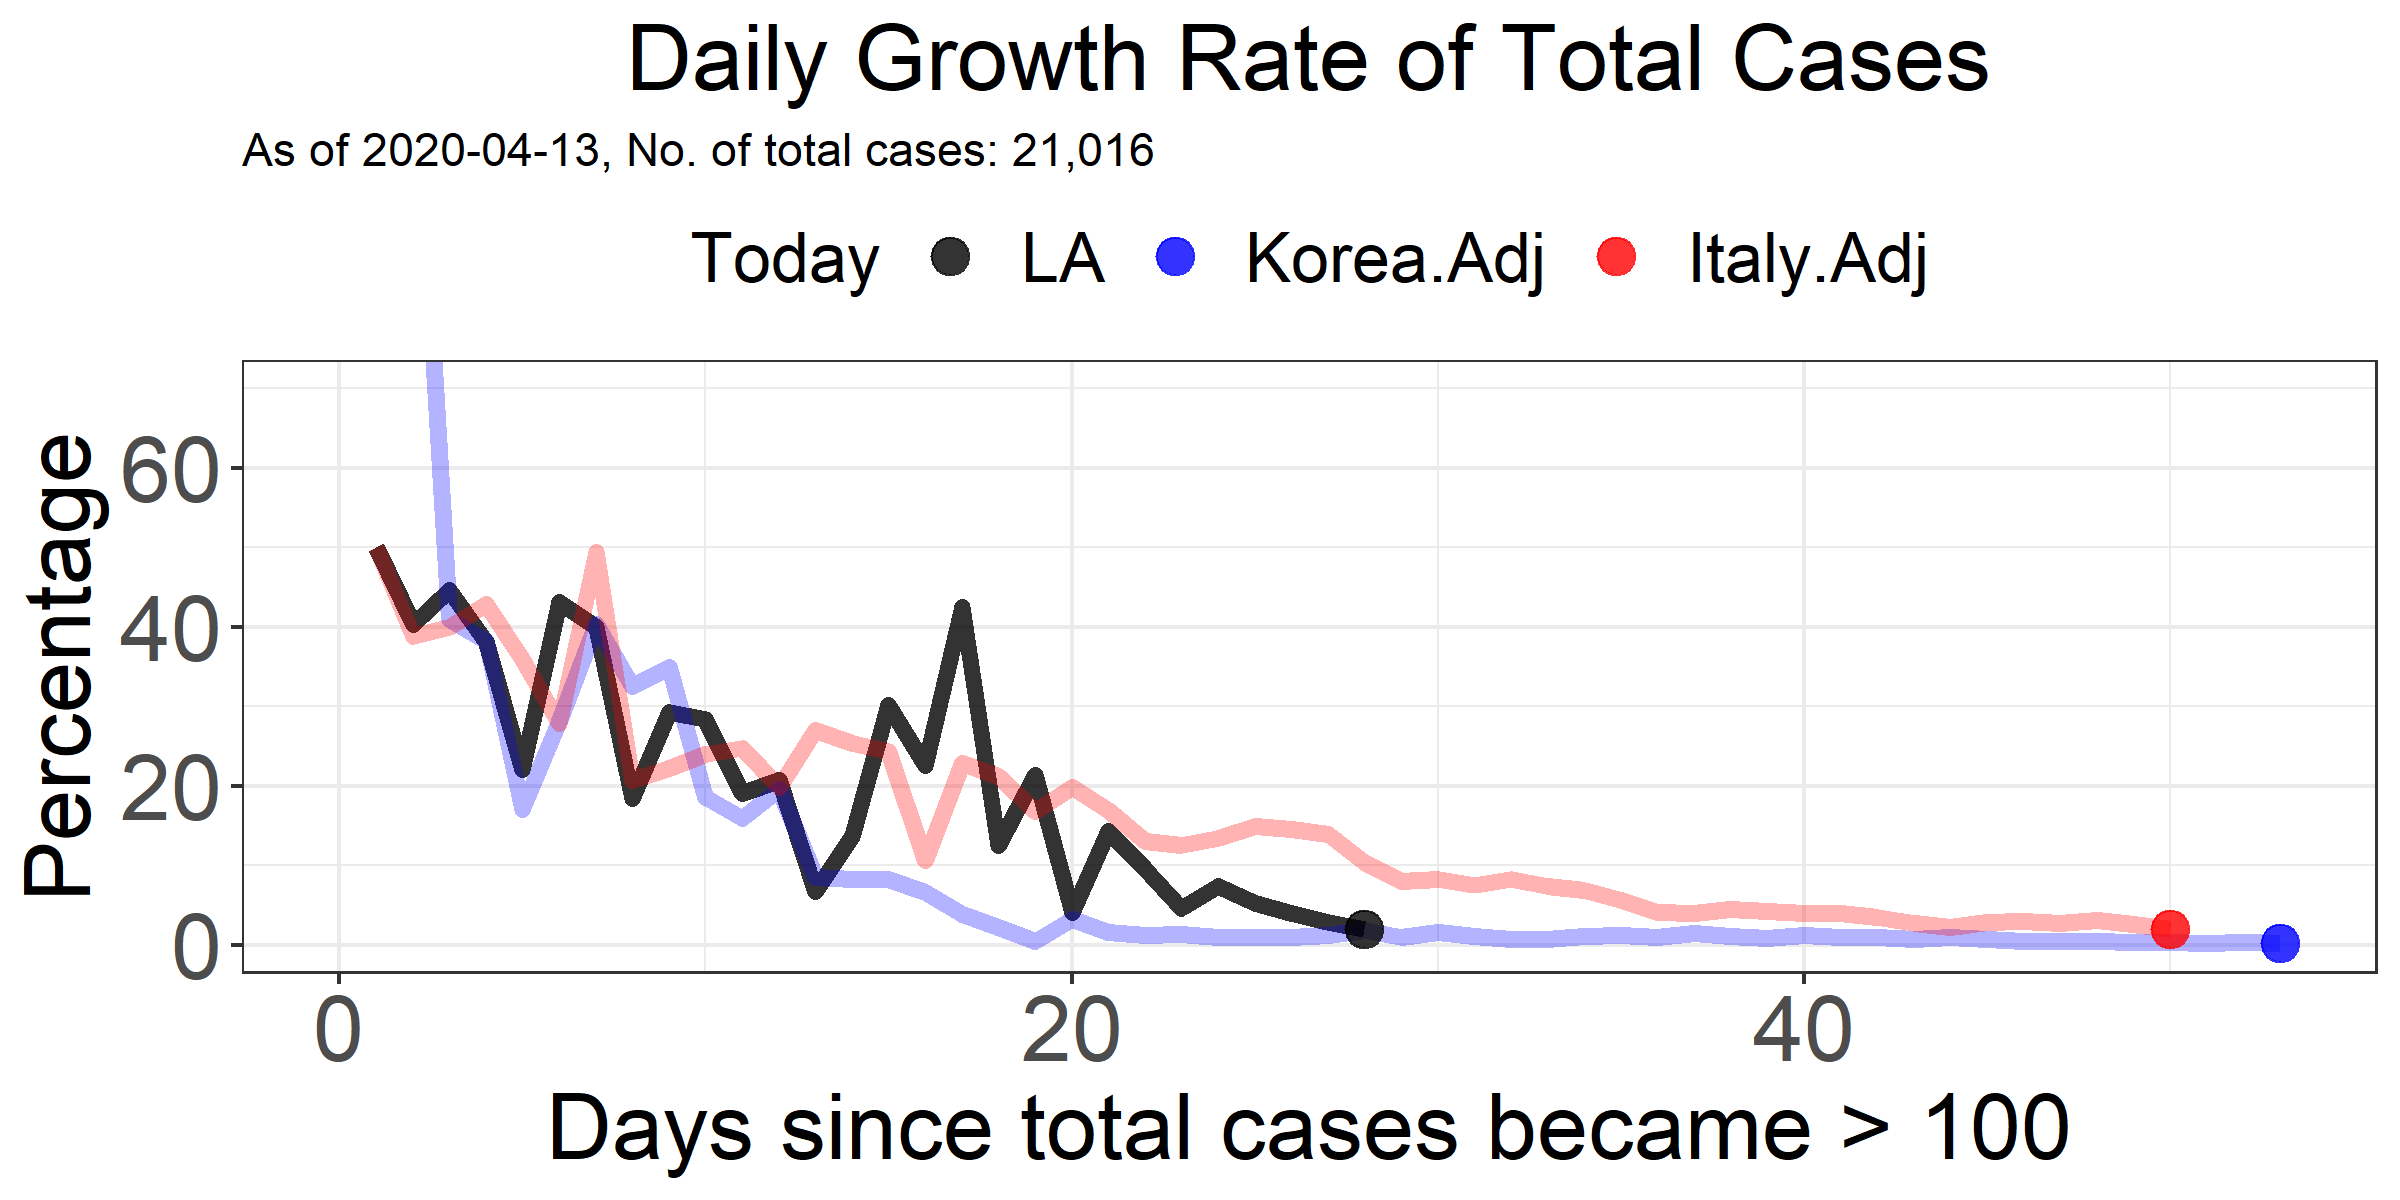 Daily Growth Rate of Total Cases
As of 2020-04-13, No. of total cases: 21,016
Today LA Korea.Adj Italy.Adj
Percentage
60
40
20
0
0 20 40
Days since total cases became > 100